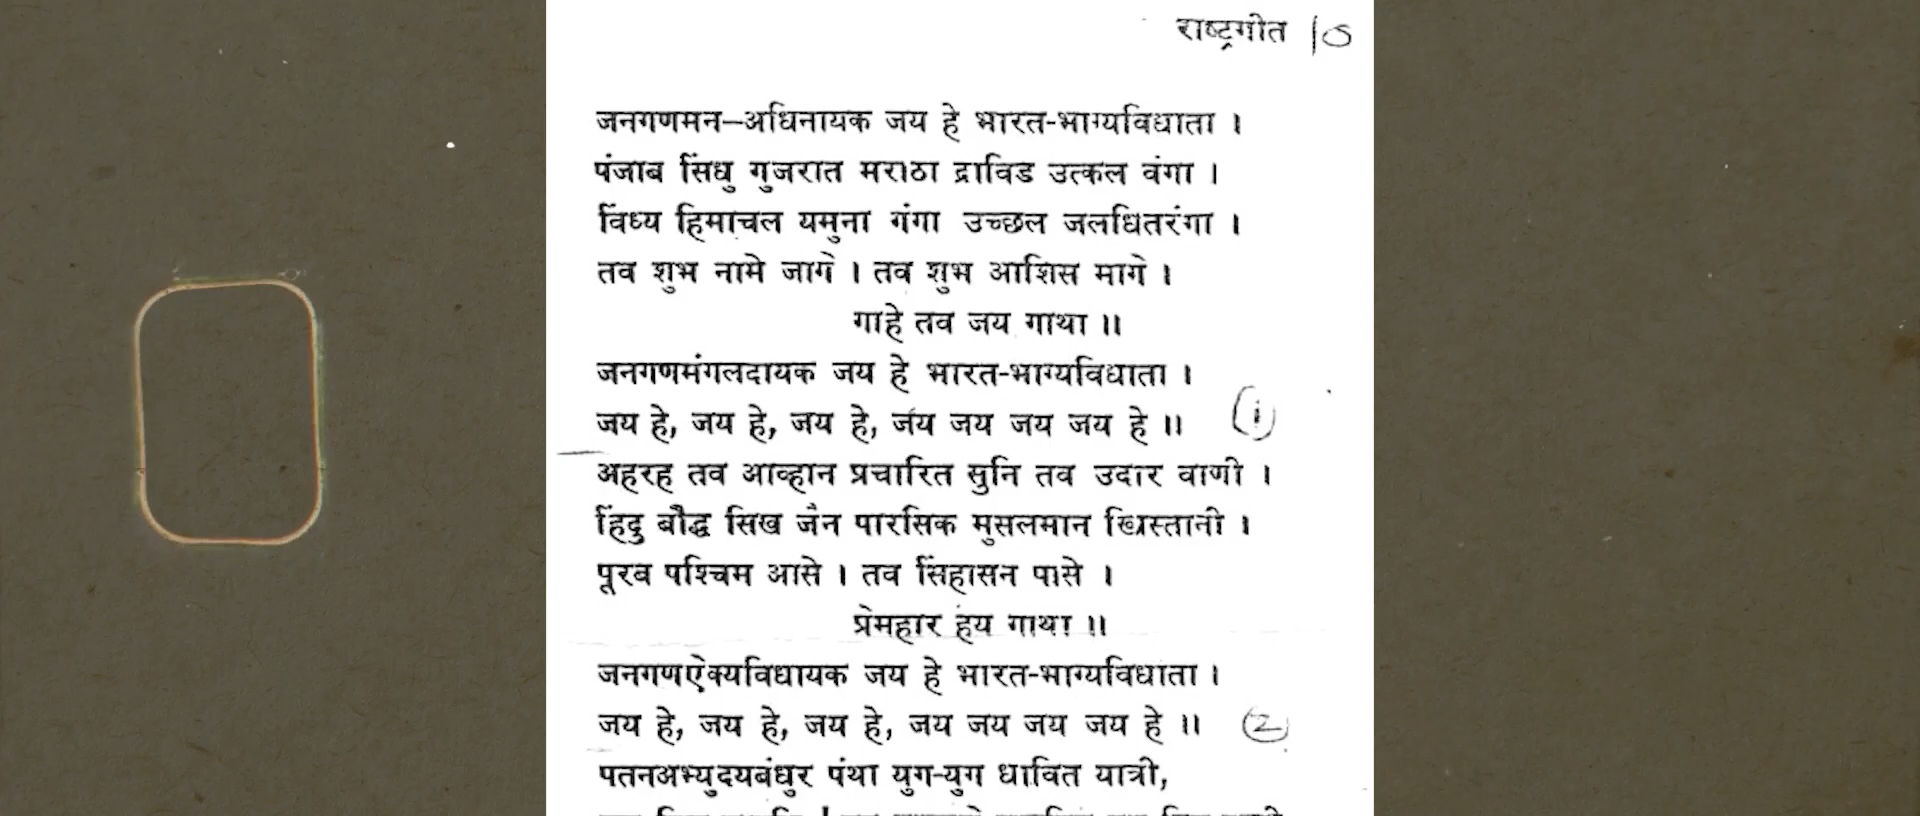 राष्ट्रगीत |०
जनगणमन–अधिनायक जय हे भारत-भाग्यविधाता ।
पंजाब सिंधु गुजरात मराठा द्राविड उत्कल वंगा ।
विंध्य हिमाचल यमुना गंगा उच्छल जलधितरंगा ।
तव शुभ नामे जागे । तव शुभ आशिस मागे ।
गाहे तव जय गाथा ॥
जनगणमंगलदायक जय हे भारत-भाग्यविधाता ।
जय हे, जय हे, जय हे, जय जय जय जय हे ॥ (1)
अहरह तव आव्हान प्रचारित सुनि तव उदार वाणी ।
हिंदु बौद्ध सिख जैन पारसिक मुसलमान ख्रिस्तानी ।
पूरब पश्चिम आसे । तव सिंहासन पासे ।
प्रेमहार हय गाथा ॥
जनगणऐक्यविधायक जय हे भारत-भाग्यविधाता ।
जय हे, जय हे, जय हे, जय जय जय जय हे ॥ (2)
पतनअभ्युदयबंधुर पंथा युग-युग धावित यात्री,